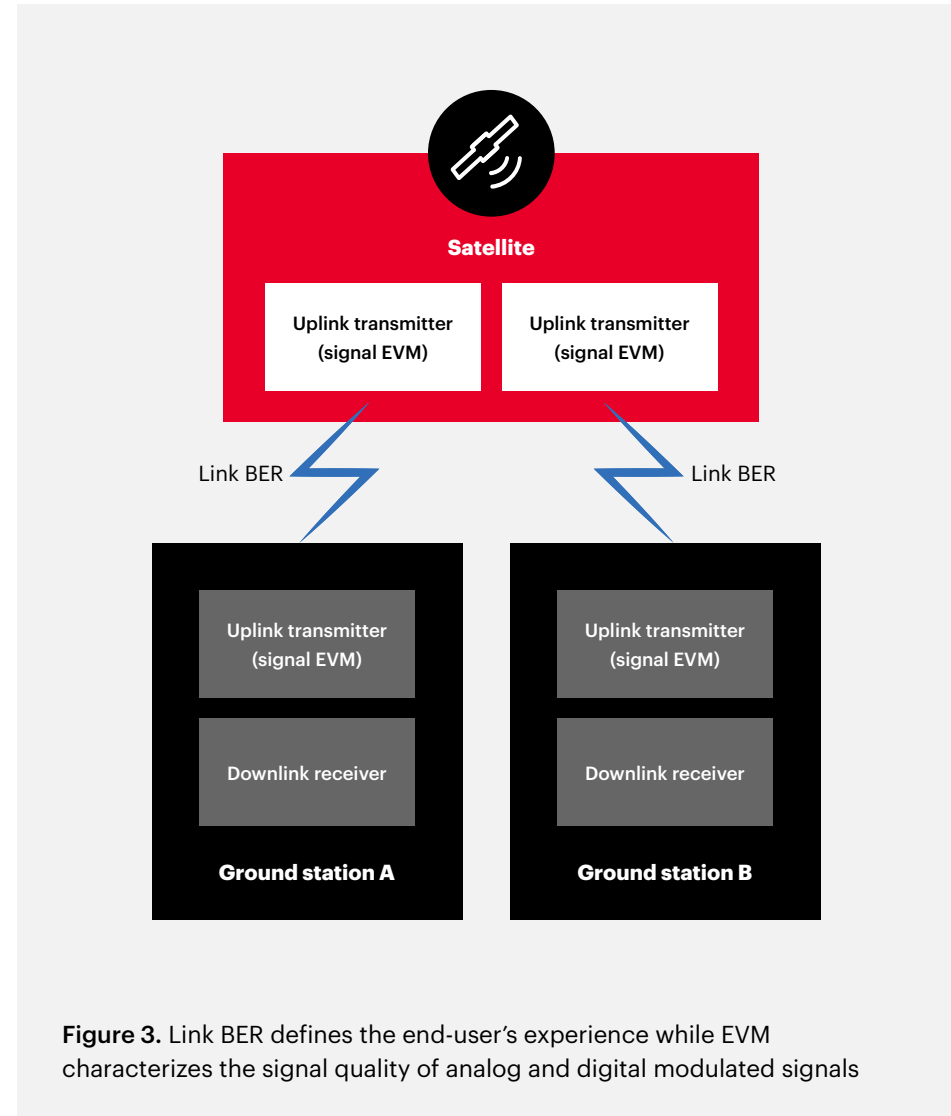 Satellite
Uplink transmitter
(signal EVM)
Uplink transmitter
(signal EVM)
Link BER
Link BER
Uplink transmitter
(signal EVM)
Downlink receiver
Ground station A
Uplink transmitter
(signal EVM)
Downlink receiver
Ground station B
Figure 3. Link BER defines the end-user’s experience while EVM
characterizes the signal quality of analog and digital modulated signals